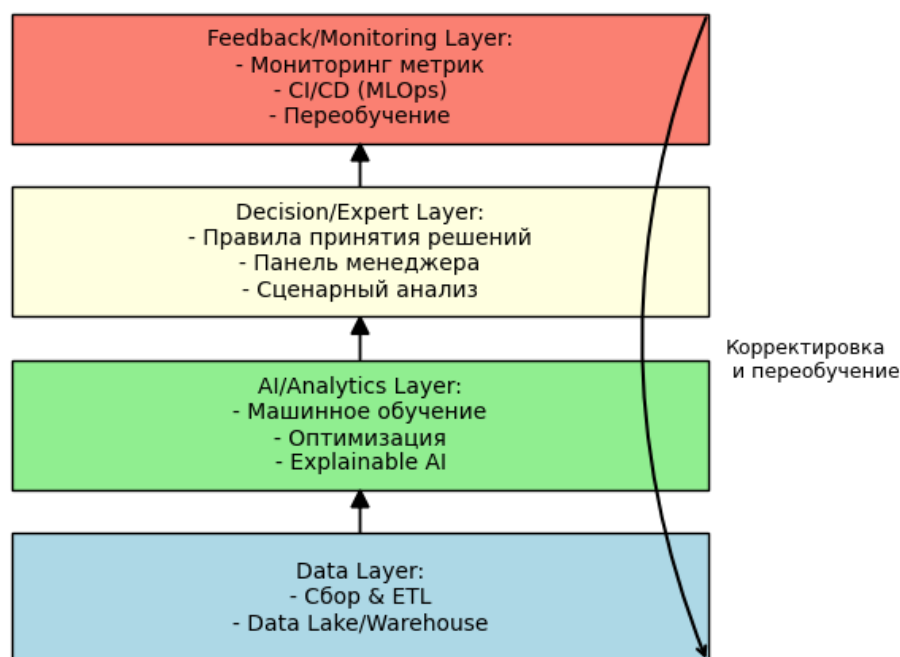 Feedback/Monitoring Layer:
- Мониторинг метрик
- CI/CD (MLOps)
- Переобучение
Decision/Expert Layer:
- Правила принятия решений
- Панель менеджера
- Сценарный анализ
Корректировка
и переобучение
AI/Analytics Layer:
- Машинное обучение
- Оптимизация
- Explainable AI
Data Layer:
- Сбор & ETL
- Data Lake/Warehouse